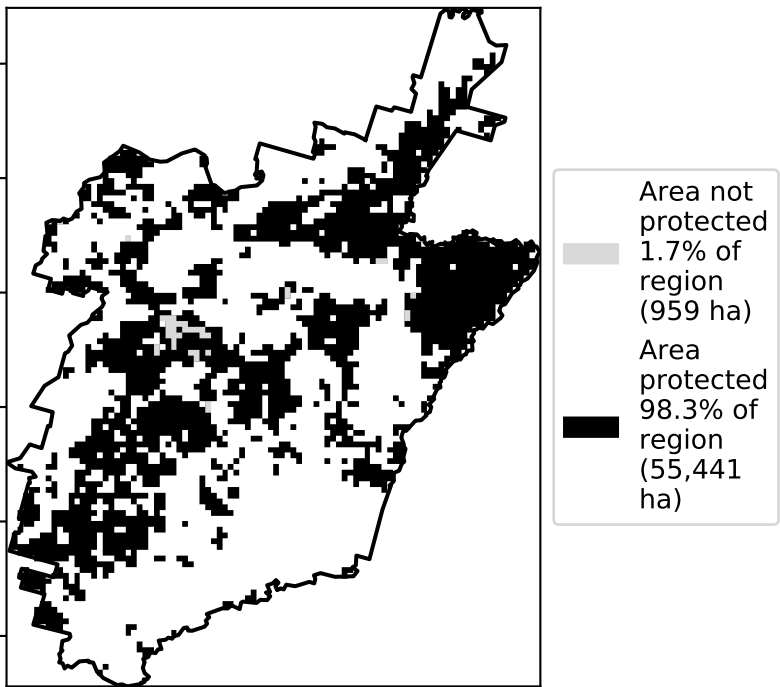 Area not
protected
1.7% of
region
(959 ha)
Area
protected
98.3% of
region
(55,441
ha)